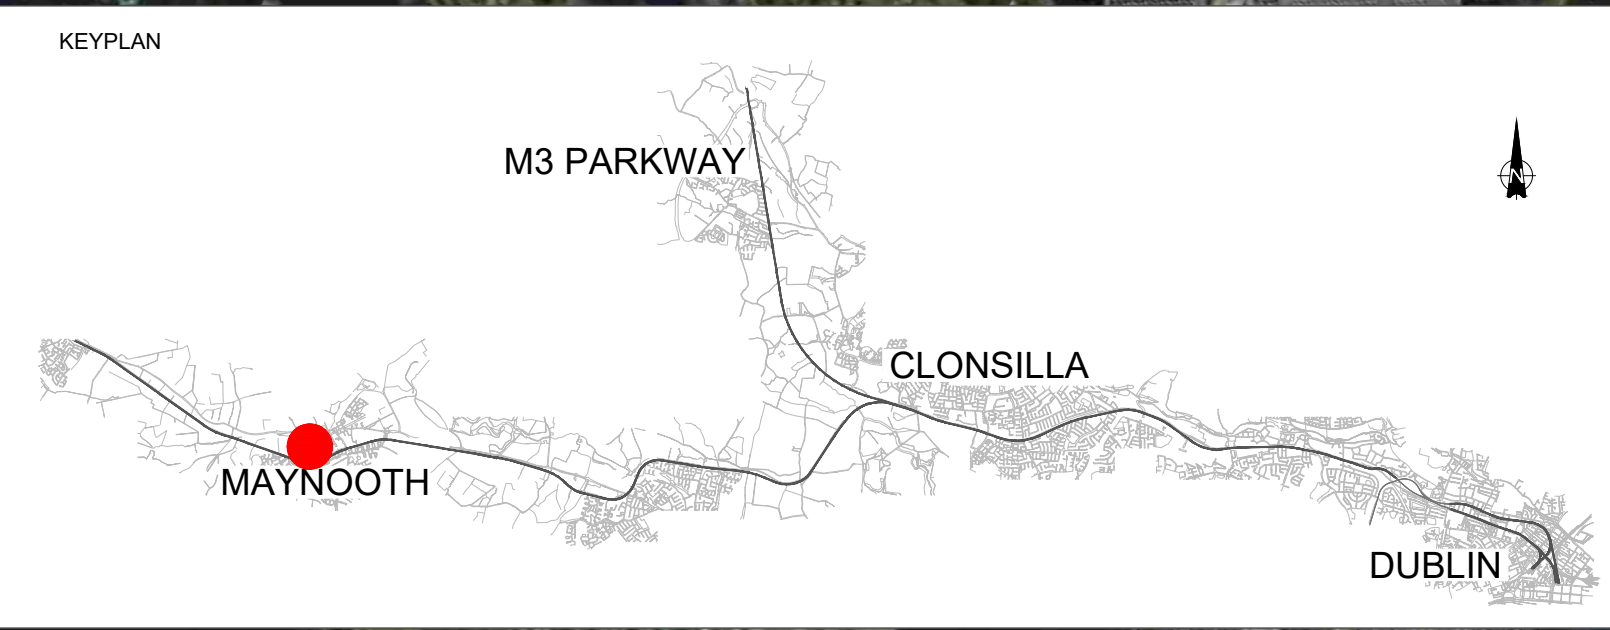 KEYPLAN
M3 PARKWAY
N
CLONSILLA
MAYNOOTH
DUBLIN